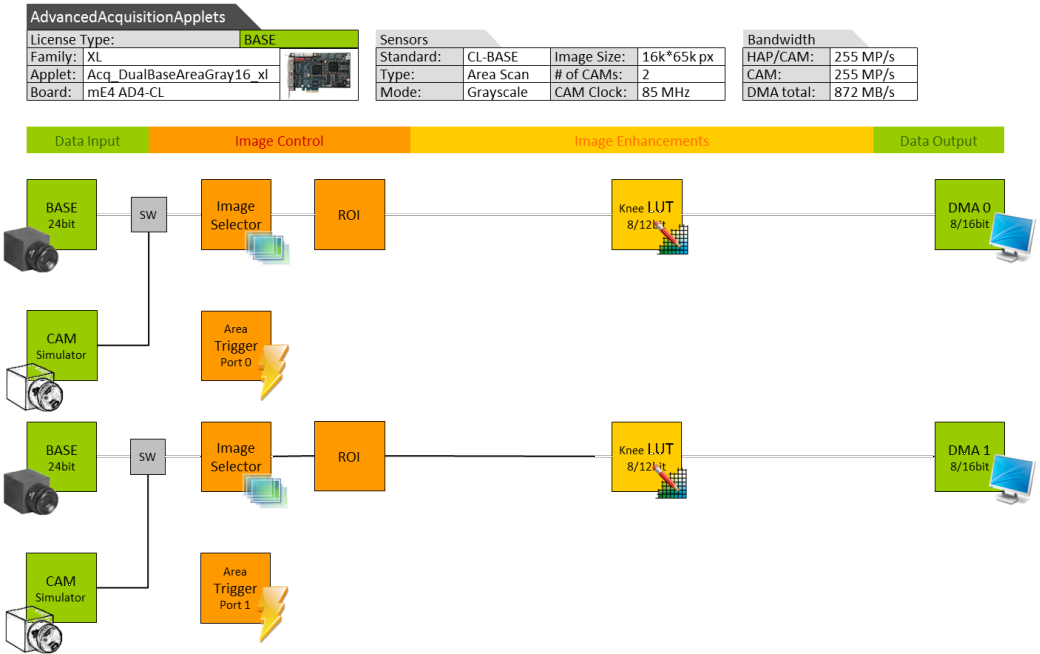 AdvancedAcquisitionApplets
License Type: BASE
Family: XL
Applet: Acq_DualBaseAreaGray16_xl
Board: mE4 AD4-CL
Sensors
Standard: CL-BASE Image Size: 16k*65k px
Type: Area Scan # of CAMs: 2
Mode: Grayscale CAM Clock: 85 MHz
Bandwidth
HAP/CAM: 255 MP/s
CAM: 255 MP/s
DMA total: 872 MB/s
Data Input Image Control Image Enhancements Data Output
BASE
24bit
SW
Image
Selector
ROI
Knee LUT
8/12bit
DMA 0
8/16bit
CAM
Simulator
Area
Trigger
Port 0
BASE
24bit
SW
Image
Selector
ROI
Knee LUT
8/12bit
DMA 1
8/16bit
CAM
Simulator
Area
Trigger
Port 1